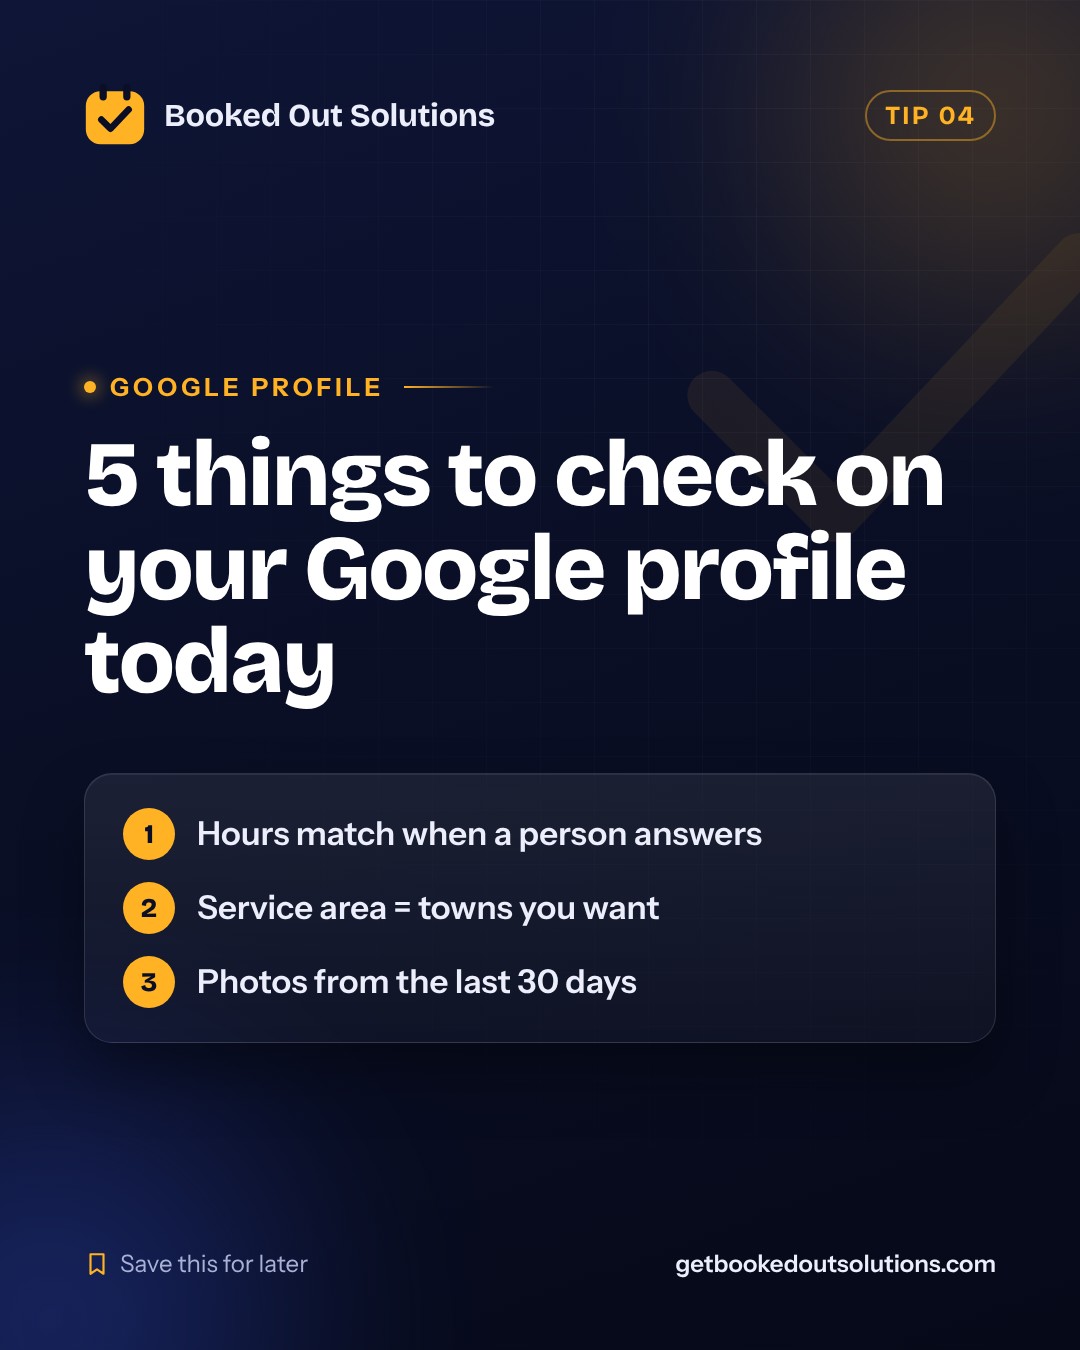 Booked Out Solutions
TIP 04
GOOGLE PROFILE
5 things to check on
your Google profile
today
1 Hours match when a person answers
2 Service area = towns you want
3 Photos from the last 30 days
Save this for later
getbookedoutsolutions.com